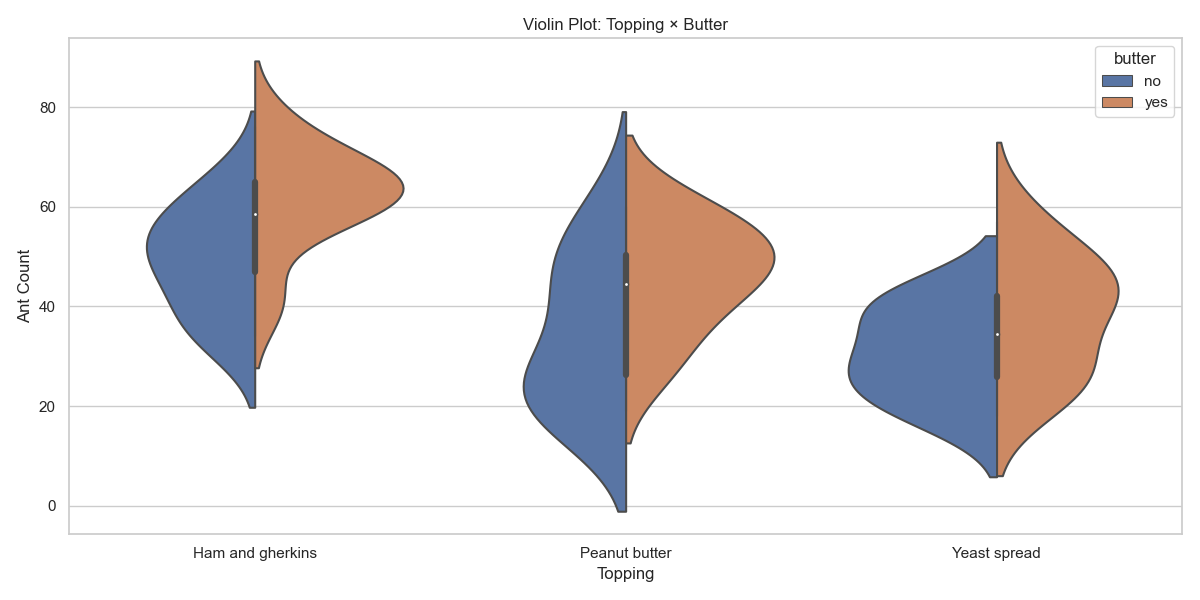 Violin Plot: Topping × Butter
butter
no
yes
80
60
40
20
0
Ant Count
Ham and gherkins
Peanut butter
Yeast spread
Topping